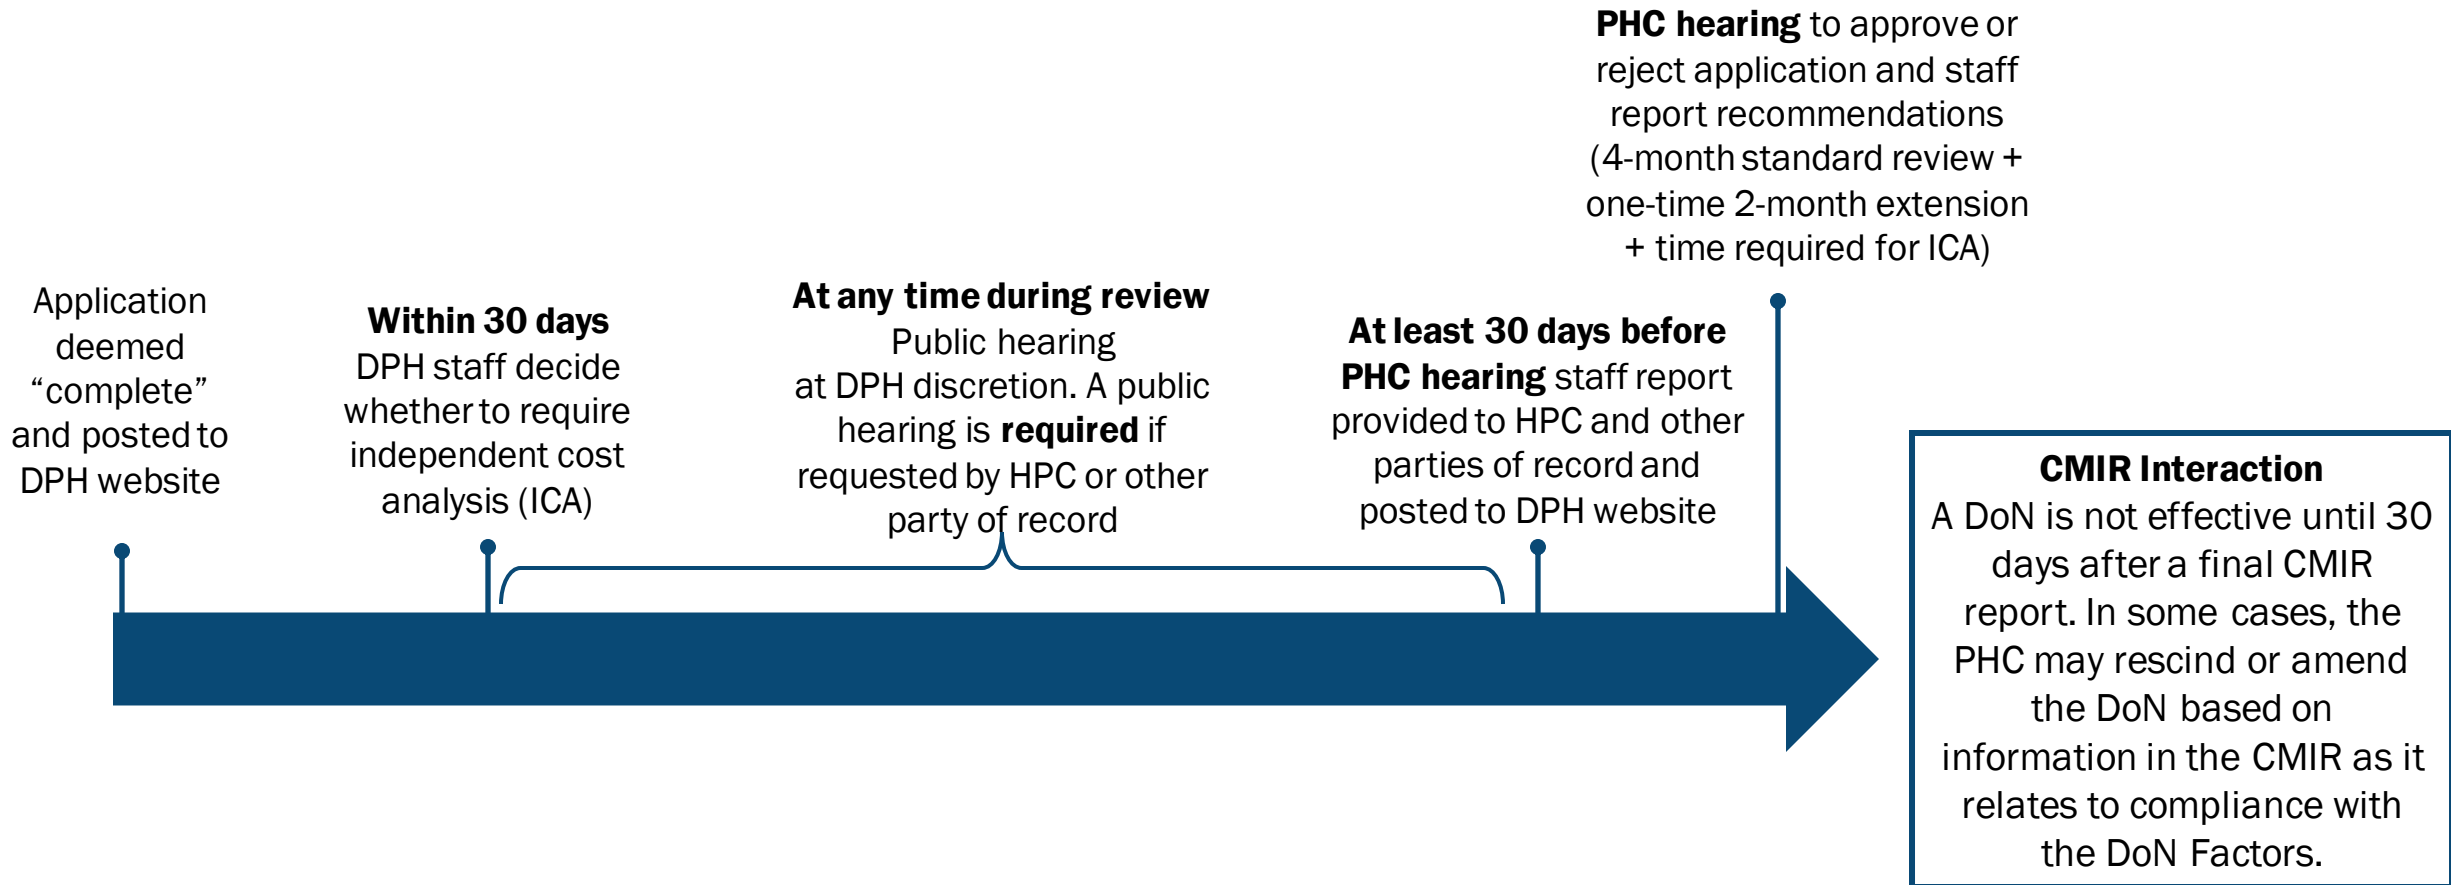 Application
deemed
“complete”
and posted to
DPH website
Within 30 days
DPH staff decide
whether to require
independent cost
analysis (ICA)
At any time during review
Public hearing
at DPH discretion. A public
hearing is required if
requested by HPC or other
party of record
At least 30 days before
PHC hearing staff report
provided to HPC and other
parties of record and
posted to DPH website
PHC hearing to approve or
reject application and staff
report recommendations
(4-month standard review +
one-time 2-month extension
+ time required for ICA)
CMIR Interaction
A DoN is not effective until 30
days after a final CMIR
report. In some cases, the
PHC may rescind or amend
the DoN based on
information in the CMIR as it
relates to compliance with
the DoN Factors.